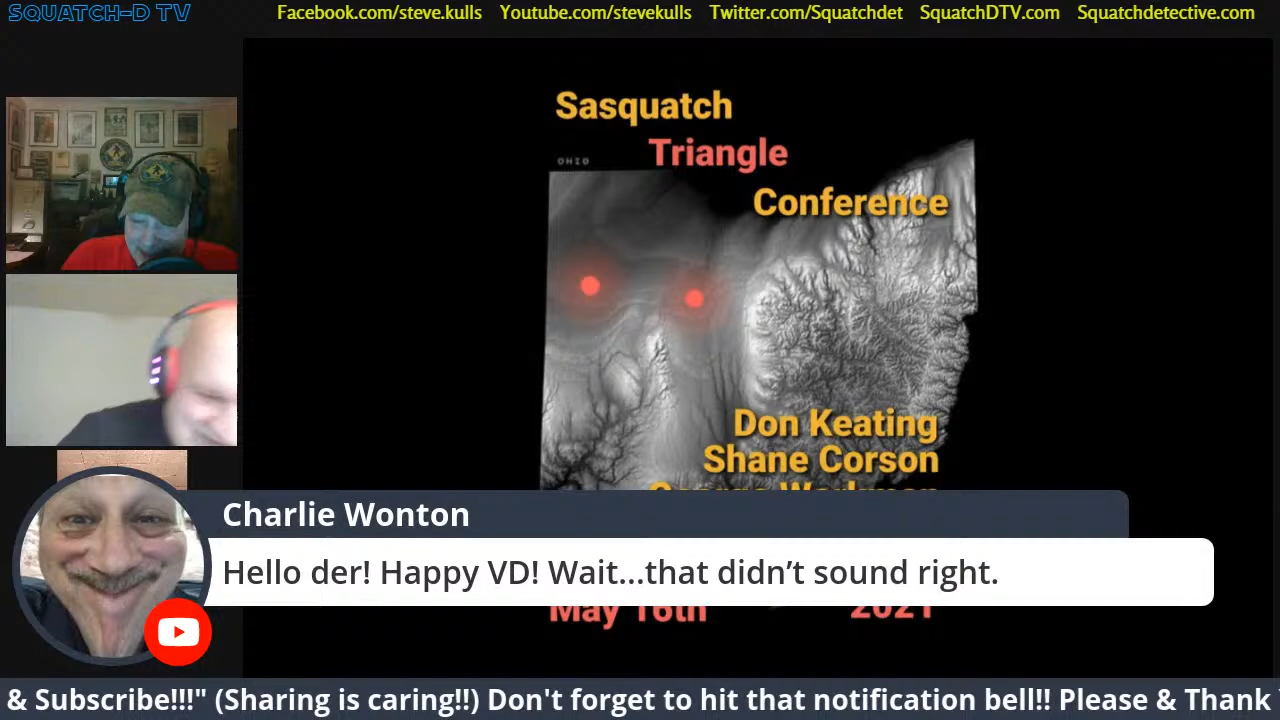 SQUATCH-D TV
Facebook.com/steve.kulls Youtube.com/stevekulls Twitter.com/Squatchdet SquatchDTV.com Squatchdetective.com
Sasquatch
Triangle
OHIO
Conference
Don Keating
Shane Corson
Charlie Wonton
Hello der! Happy VD! Wait...that didn’t sound right.
May 16th 2021
& Subscribe!!!" (Sharing is caring!!) Don't forget to hit that notification bell!! Please & Thank